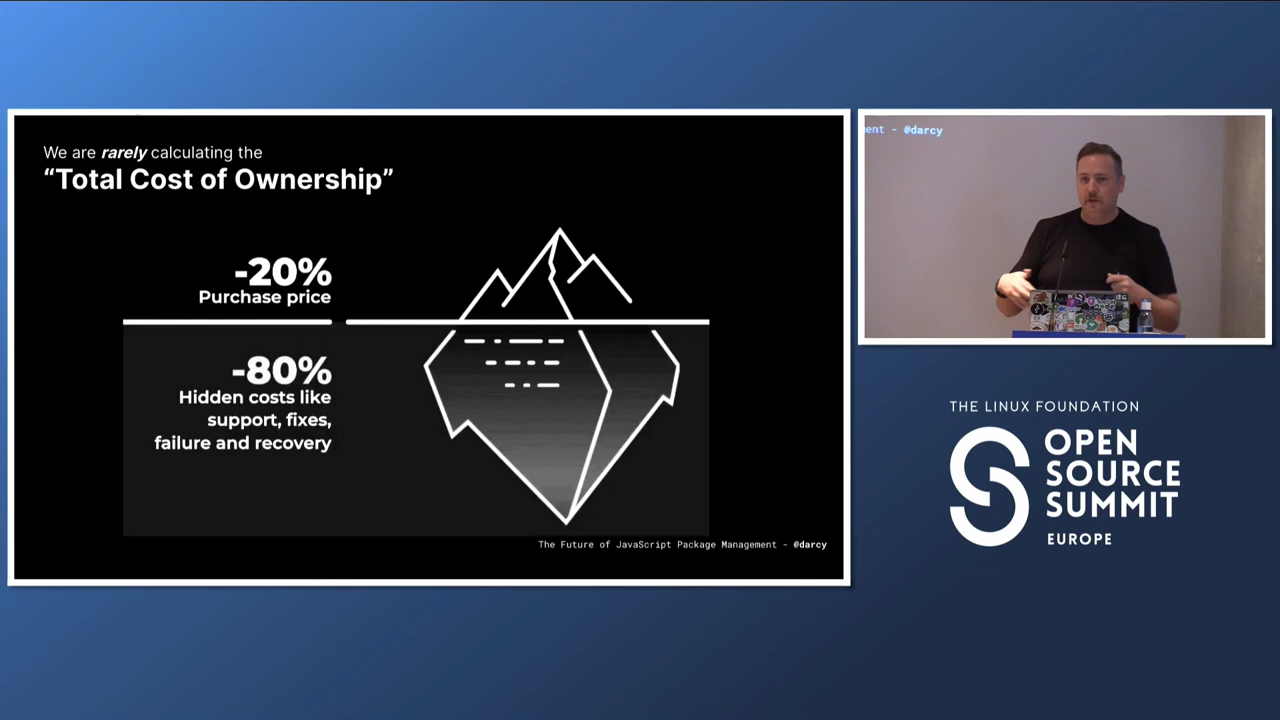 We are rarely calculating the
“Total Cost of Ownership”
-20%
Purchase price
-80%
Hidden costs like
support, fixes,
failure and recovery
The Future of JavaScript Package Management - @darcy
ent - @darcy
THE LINUX FOUNDATION
OPEN
SOURCE
SUMMIT
EUROPE